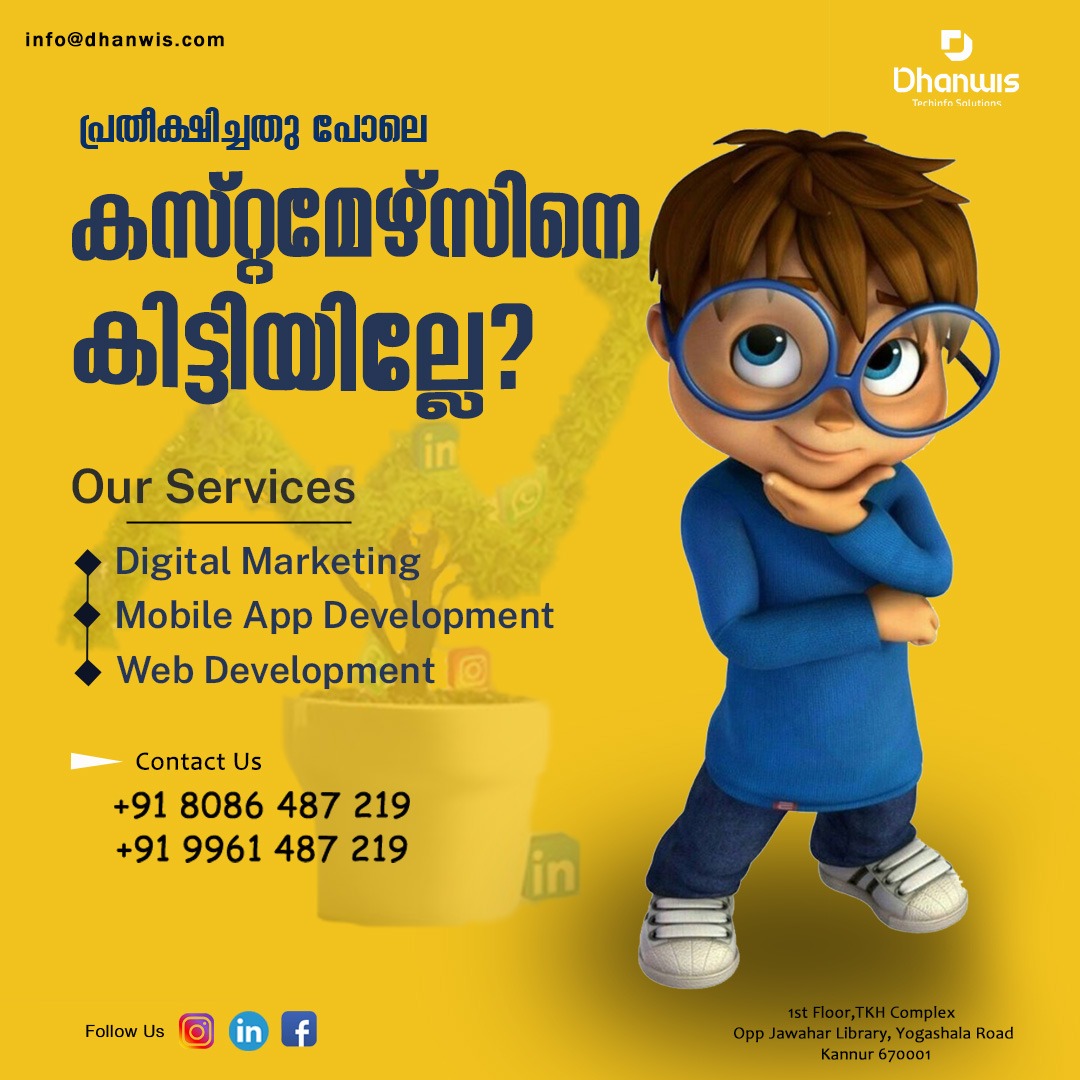 info@dhanwis.com
Dhanwis
Techinfo Solutions
പ്രതീക്ഷിച്ചതു പോലെ
കസ്റ്റമേഴ്സിനെ
കിട്ടിയില്ലേ?
Our Services
Digital Marketing
Mobile App Development
Web Development
Contact Us
+91 8086 487 219
+91 9961 487 219
Follow Us
1st Floor,TKH Complex
Opp Jawahar Library, Yogashala Road
Kannur 670001